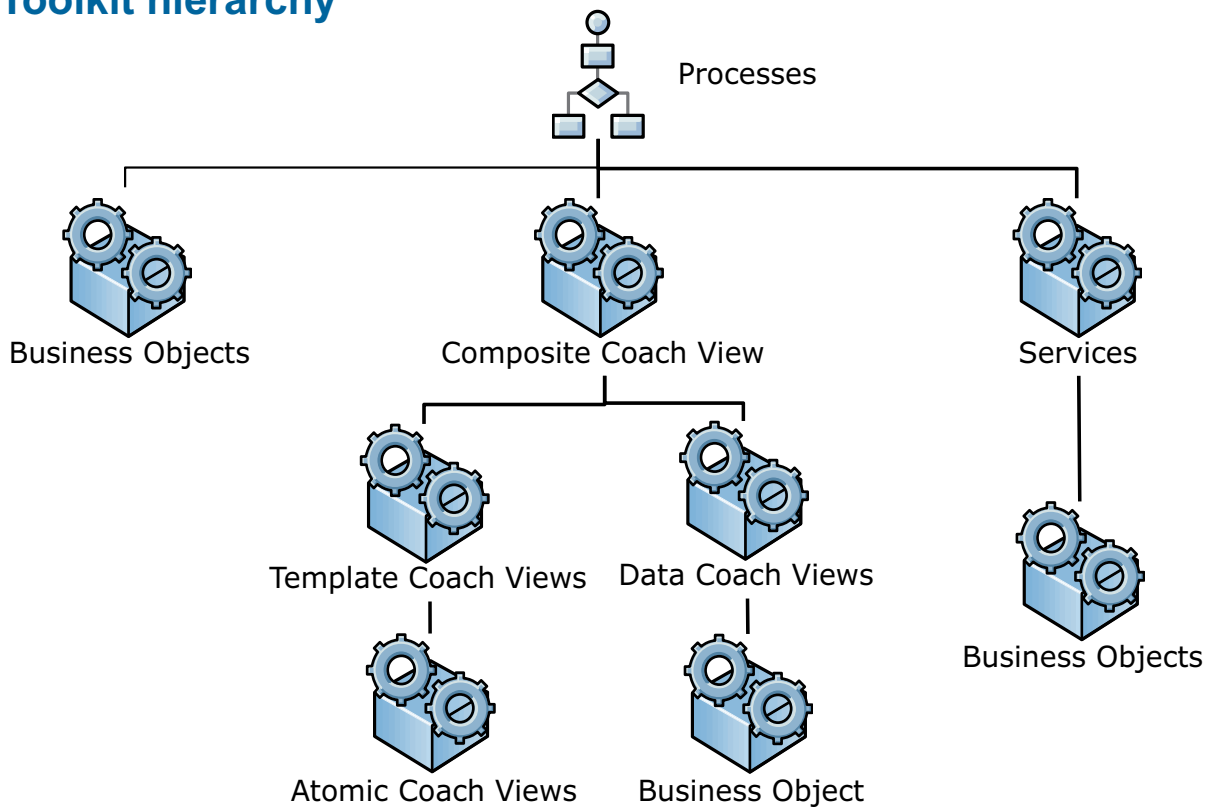 Toolkit hierarchy
Processes
Business Objects
Composite Coach View
Services
Template Coach Views
Data Coach Views
Business Objects
Atomic Coach Views
Business Object